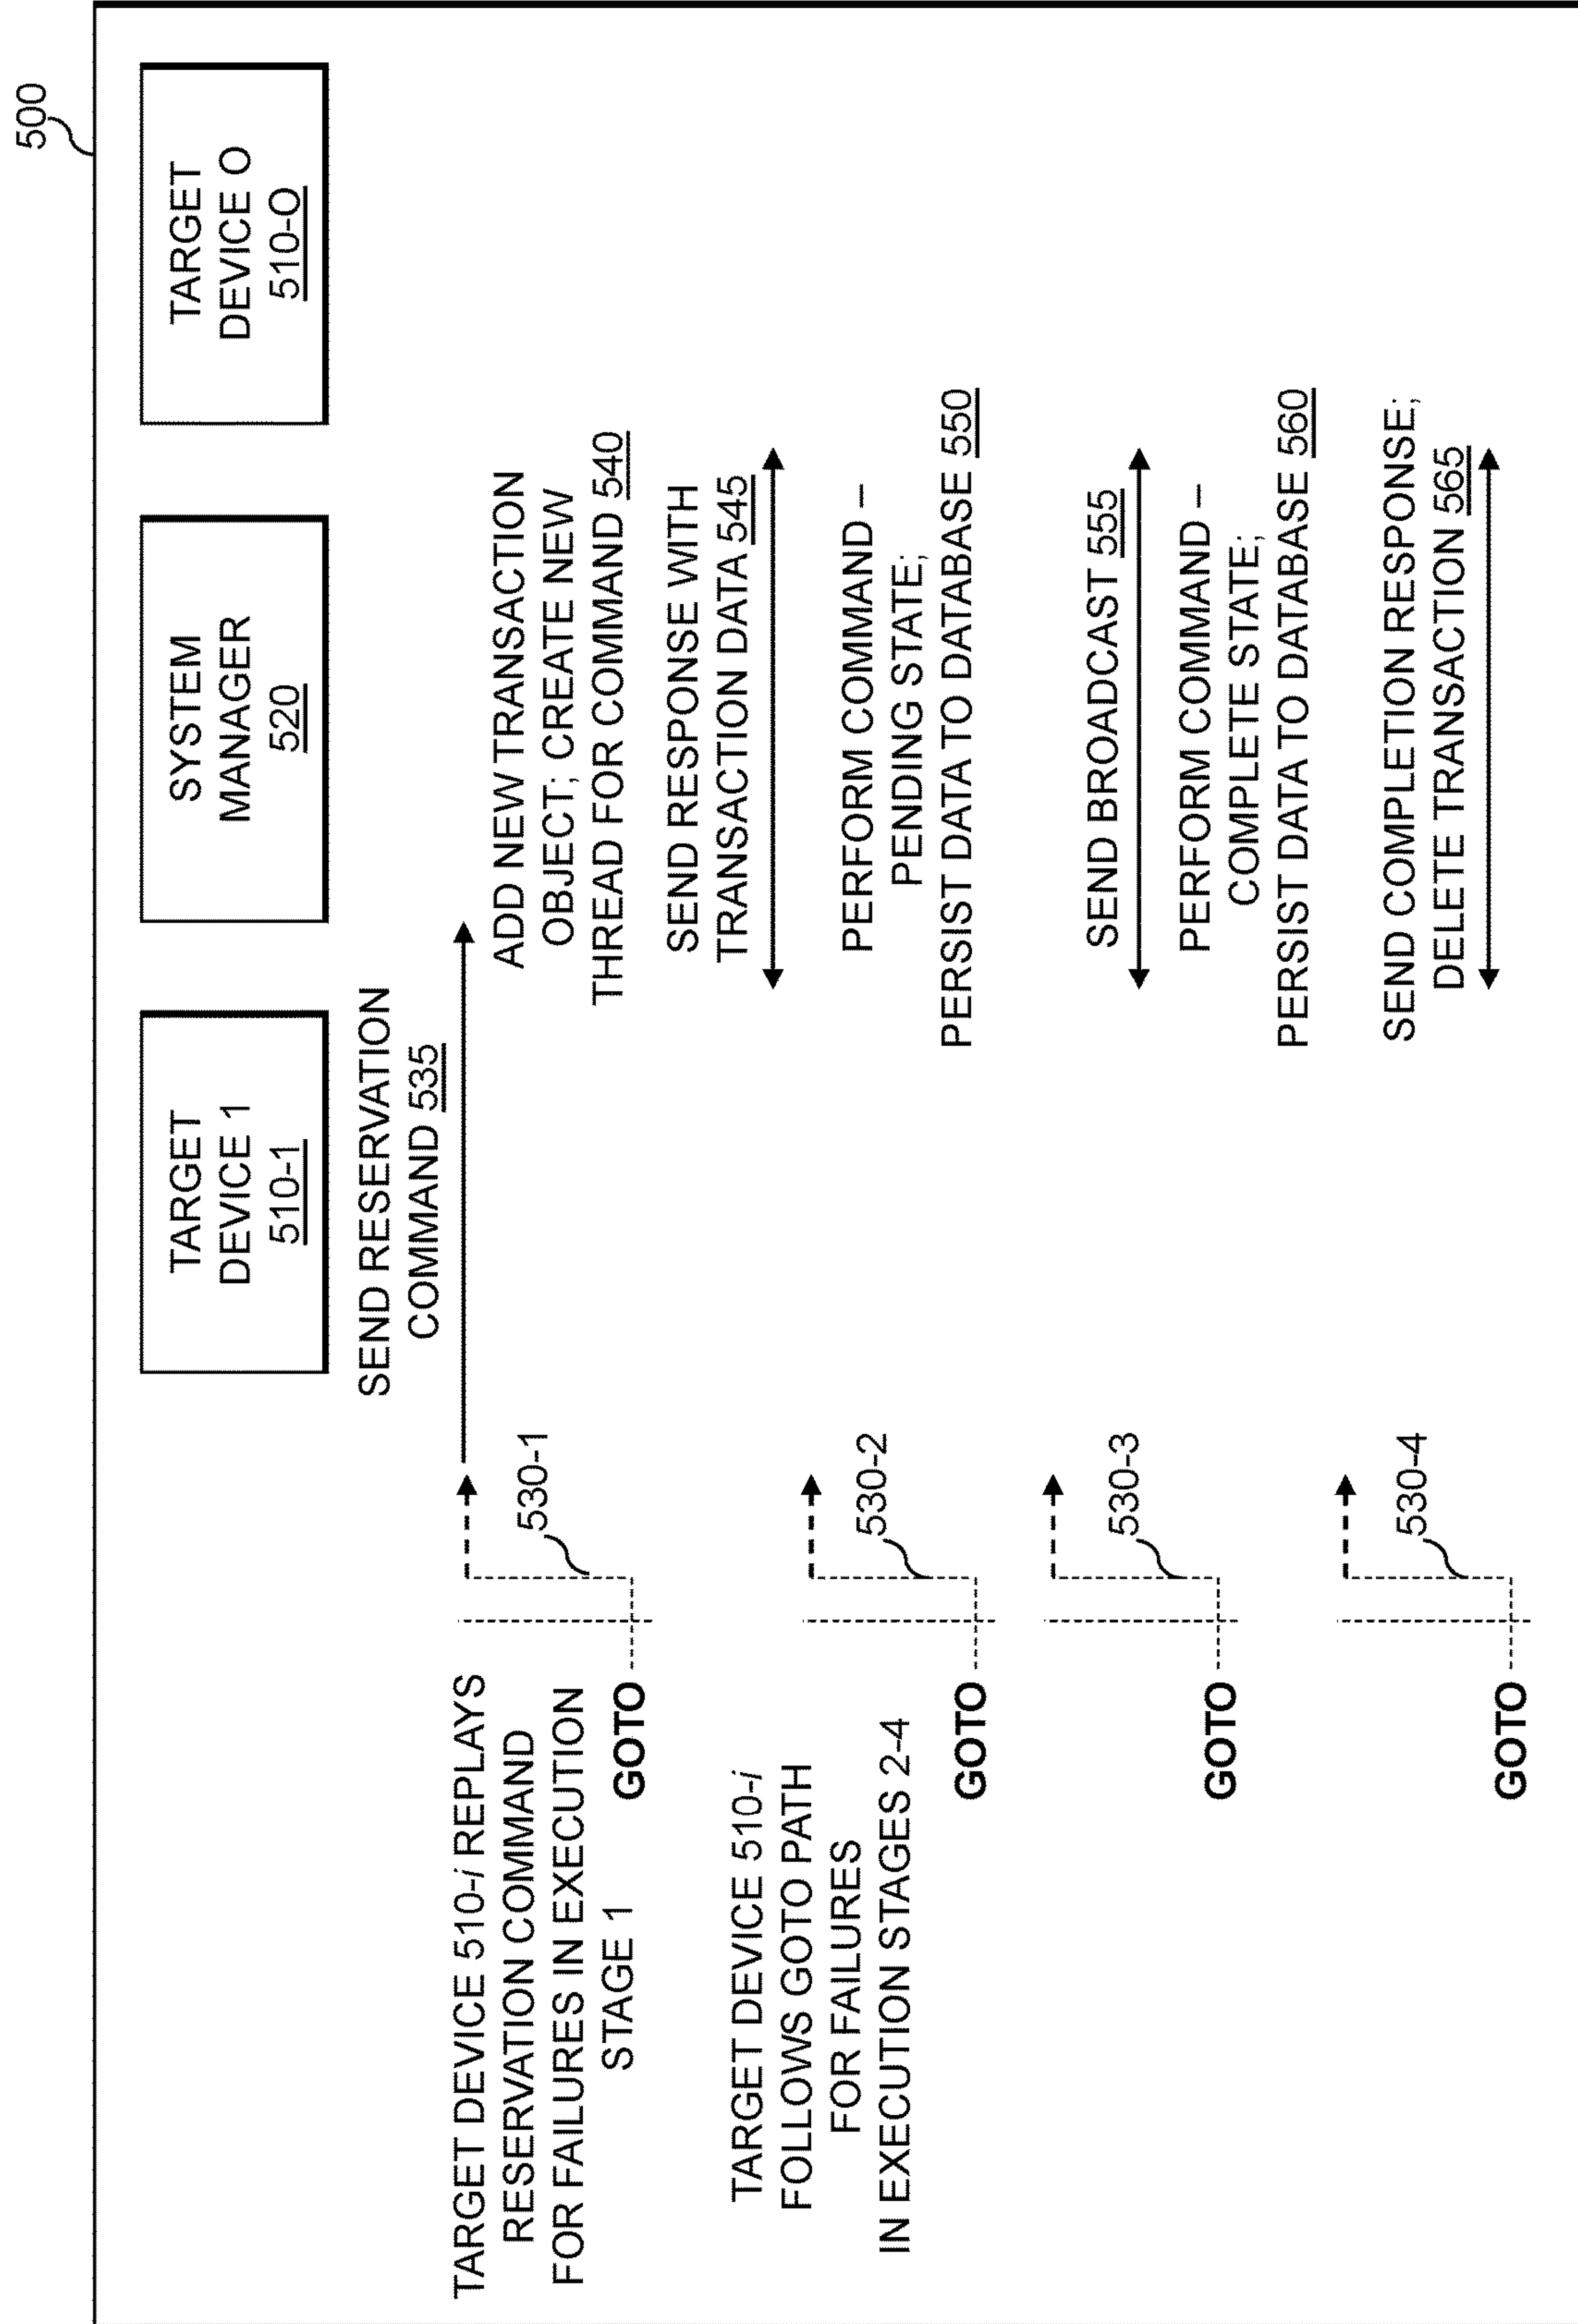 500
TARGET
DEVICE 1
510-1
SYSTEM
MANAGER
520
TARGET
DEVICE O
510-O
SEND RESERVATION
COMMAND 535
TARGET DEVICE 510-i REPLAYS
RESERVATION COMMAND
FOR FAILURES IN EXECUTION
STAGE 1
GOTO
530-1
ADD NEW TRANSACTION
OBJECT; CREATE NEW
THREAD FOR COMMAND 540
SEND RESPONSE WITH
TRANSACTION DATA 545
TARGET DEVICE 510-i
FOLLOWS GOTO PATH
FOR FAILURES
IN EXECUTION STAGES 2-4
GOTO
530-2
PERFORM COMMAND –
PENDING STATE;
PERSIST DATA TO DATABASE 550
GOTO
530-3
SEND BROADCAST 555
PERFORM COMMAND –
COMPLETE STATE;
PERSIST DATA TO DATABASE 560
GOTO
530-4
SEND COMPLETION RESPONSE;
DELETE TRANSACTION 565